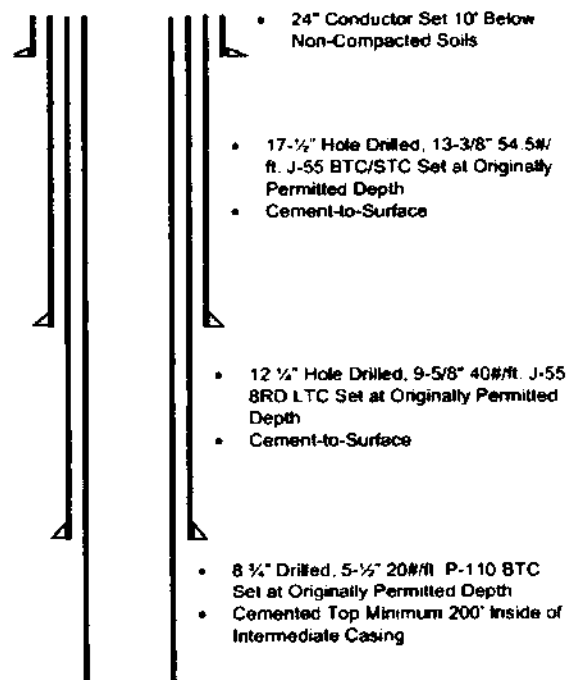 • 24" Conductor Set 10' Below
Non-Compacted Soils
• 17-½" Hole Drilled, 13-3/8" 54.5#/
ft. J-55 BTC/STC Set at Originally
Permitted Depth
• Cement-to-Surface
• 12 ¼" Hole Drilled, 9-5/8" 40#/ft. J-55
8RD LTC Set at Originally Permitted
Depth
• Cement-to-Surface
• 8 ¾" Drilled, 5-½" 20#/ft P-110 BTC
Set at Originally Permitted Depth
• Cemented Top Minimum 200' Inside of
Intermediate Casing